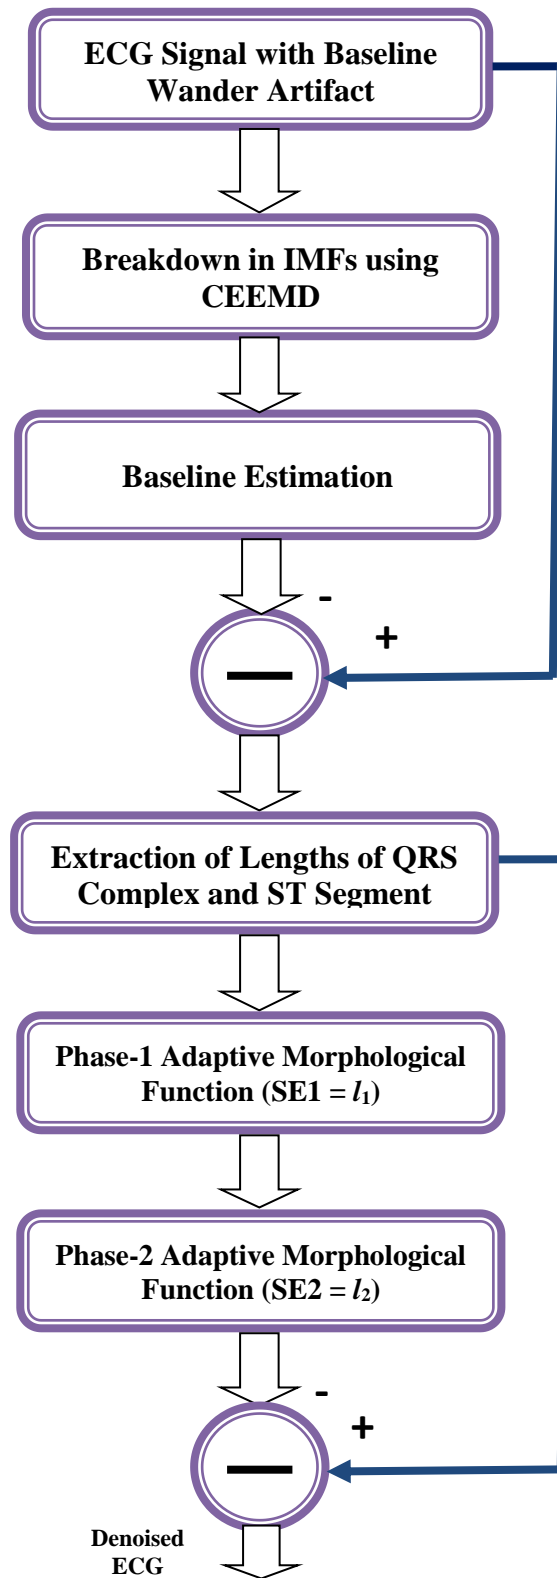 ECG Signal with Baseline
Wander Artifact
Breakdown in IMFs using
CEEMD
Baseline Estimation
-
+
—
Extraction of Lengths of QRS
Complex and ST Segment
Phase-1 Adaptive Morphological
Function (SE1 = l₁)
Phase-2 Adaptive Morphological
Function (SE2 = l₂)
-
+
—
Denoised
ECG